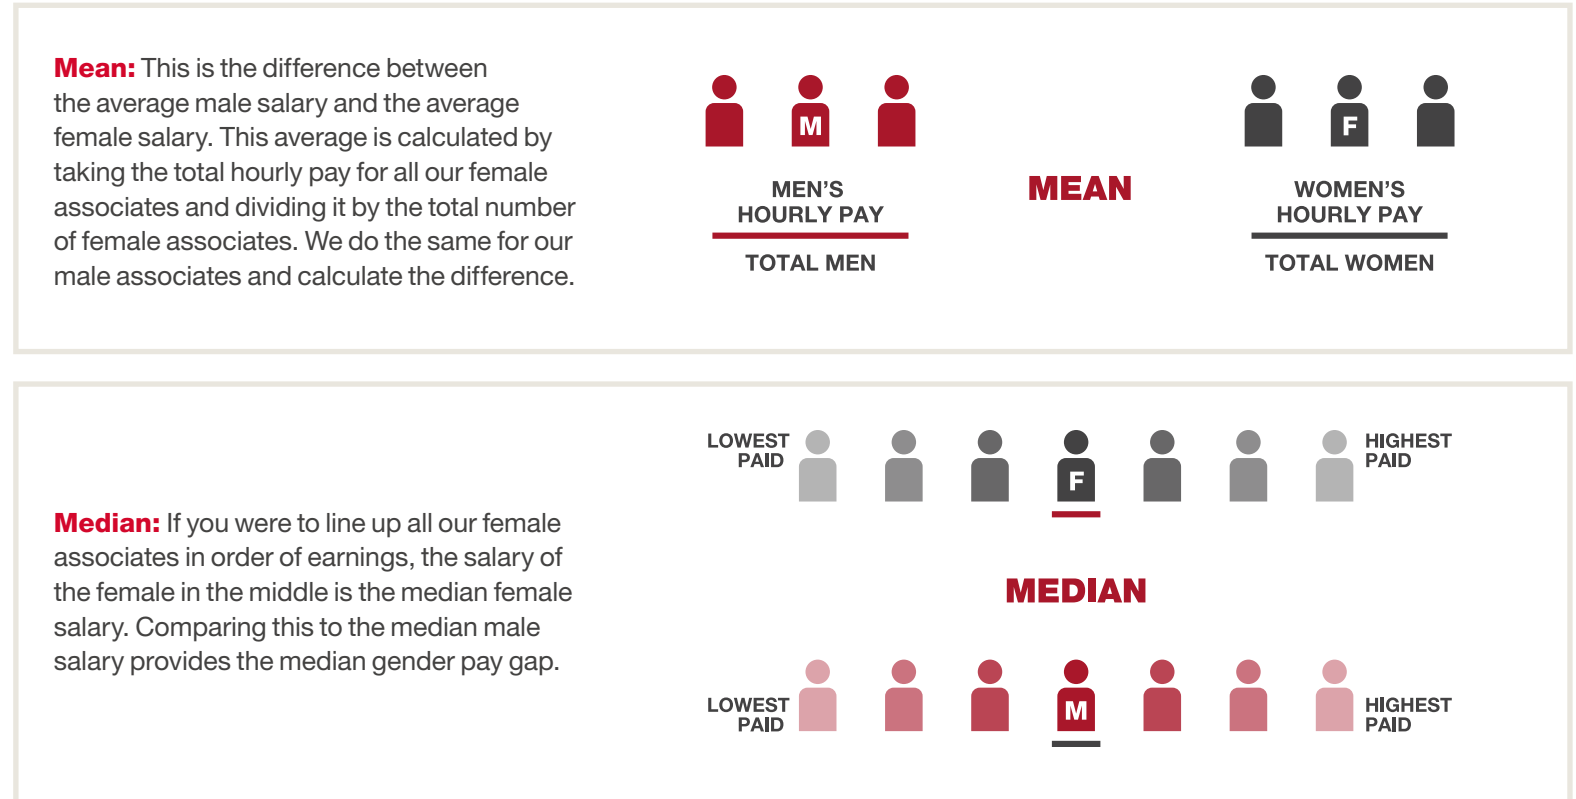 Mean: This is the difference between
the average male salary and the average
female salary. This average is calculated by
taking the total hourly pay for all our female
associates and dividing it by the total number
of female associates. We do the same for our
male associates and calculate the difference.
M
MEN'S
HOURLY PAY
TOTAL MEN
MEAN
F
WOMEN'S
HOURLY PAY
TOTAL WOMEN
Median: If you were to line up all our female
associates in order of earnings, the salary of
the female in the middle is the median female
salary. Comparing this to the median male
salary provides the median gender pay gap.
LOWEST
PAID
F
HIGHEST
PAID
MEDIAN
LOWEST
PAID
M
HIGHEST
PAID